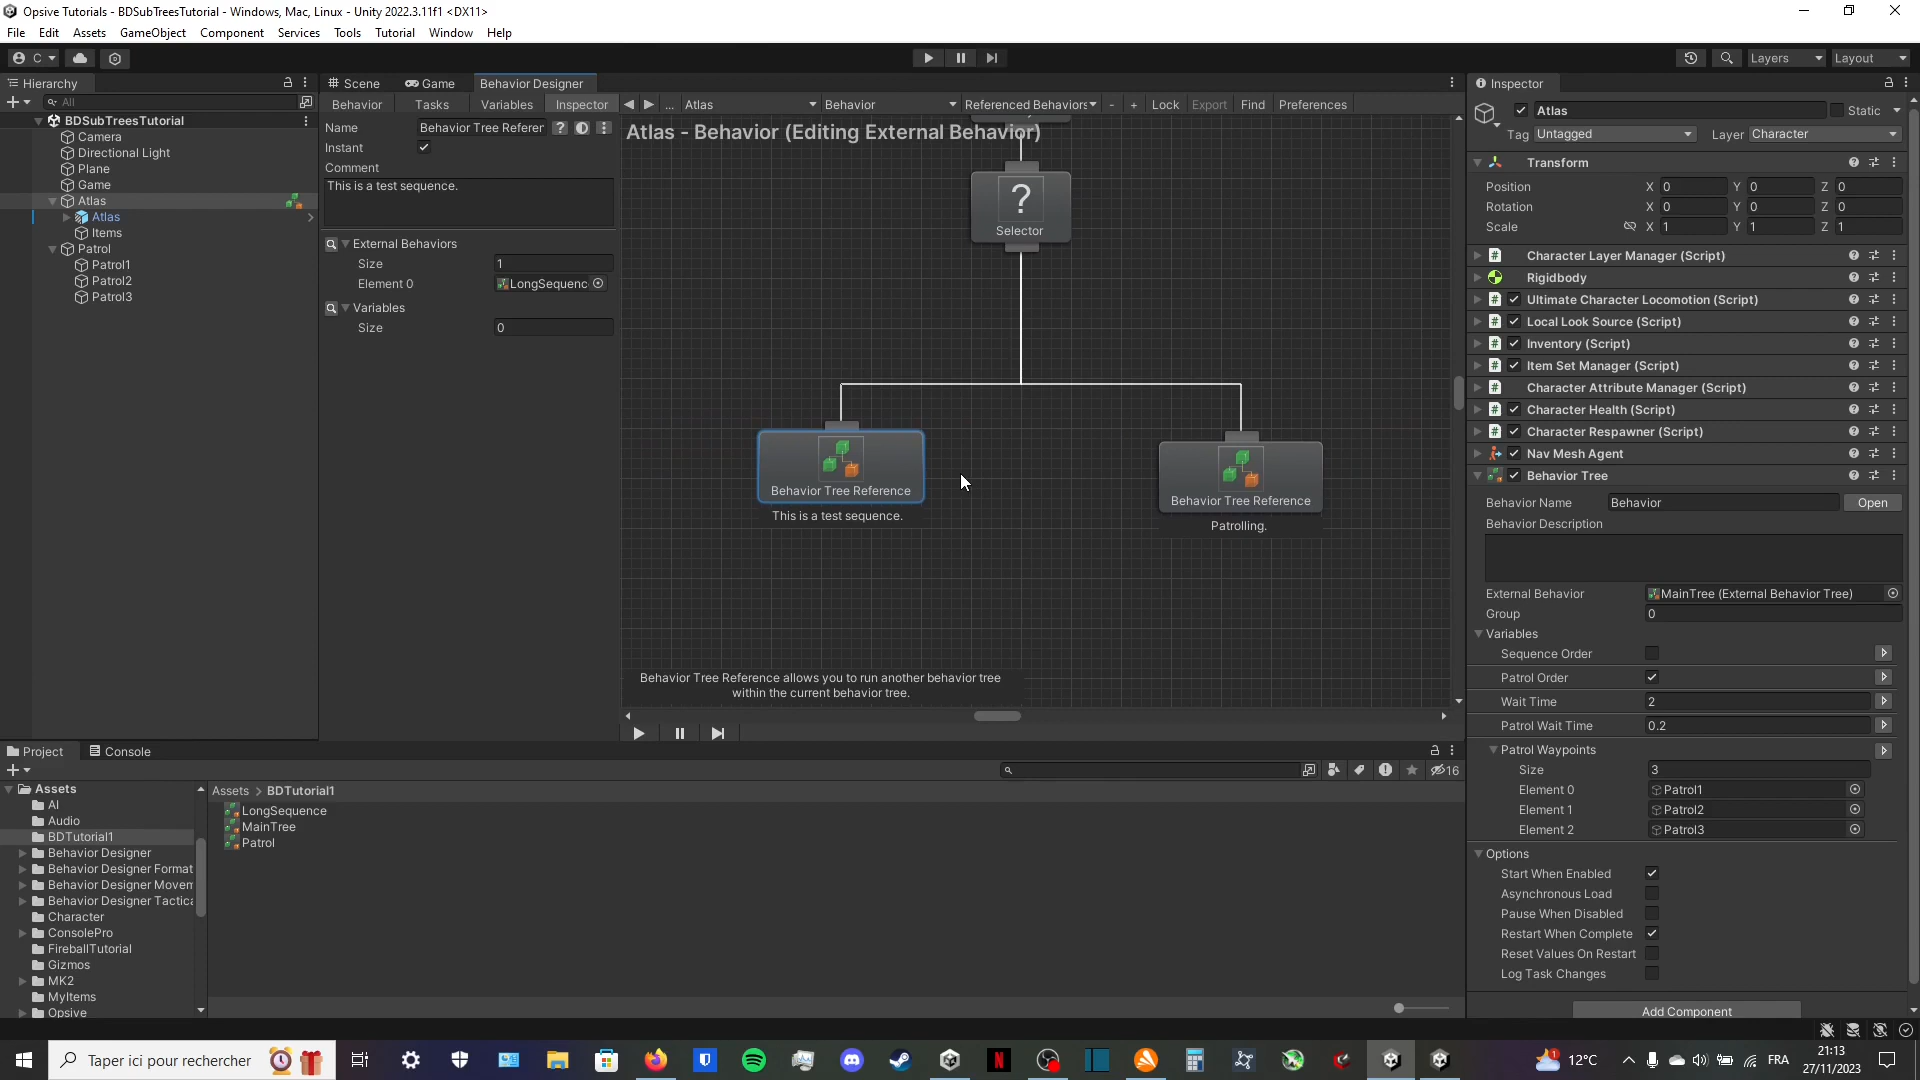 Opsive Tutorials - BDSubTreesTutorial - Windows, Mac, Linux - Unity 2022.3.11f1 <DX11>
File Edit Assets GameObject Component Services Tools Tutorial Window Help
C Layers Layout
Hierarchy Scene Game Behavior Designer Inspector
All Behavior Tasks Variables Inspector ... Atlas Behavior Referenced Behaviors - + Lock Export Find Preferences
BDSubTreesTutorial
Camera
Directional Light
Plane
Game
Atlas
Atlas
Items
Patrol
Patrol1
Patrol2
Patrol3
Name Behavior Tree Referer
Instant
Comment
This is a test sequence.
External Behaviors
Size 1
Element 0 LongSequenc
Variables
Size 0
Atlas - Behavior (Editing External Behavior)
?
Selector
Behavior Tree Reference
This is a test sequence.
Behavior Tree Reference
Patrolling.
Behavior Tree Reference allows you to run another behavior tree
within the current behavior tree.
Atlas Static
Tag Untagged Layer Character
Transform
Position X 0 Y 0 Z 0
Rotation X 0 Y 0 Z 0
Scale X 1 Y 1 Z 1
Character Layer Manager (Script)
Rigidbody
Ultimate Character Locomotion (Script)
Local Look Source (Script)
Inventory (Script)
Item Set Manager (Script)
Character Attribute Manager (Script)
Character Health (Script)
Character Respawner (Script)
Nav Mesh Agent
Behavior Tree
Behavior Name Behavior Open
Behavior Description
External Behavior MainTree (External Behavior Tree)
Group 0
Variables
Sequence Order
Patrol Order
Wait Time 2
Patrol Wait Time 0.2
Patrol Waypoints
Size 3
Element 0 Patrol1
Element 1 Patrol2
Element 2 Patrol3
Options
Start When Enabled
Asynchronous Load
Pause When Disabled
Restart When Complete
Reset Values On Restart
Log Task Changes
Add Component
Project Console
16
Assets
AI
Audio
BDTutorial1
Behavior Designer
Behavior Designer Format
Behavior Designer Moven
Behavior Designer Tactica
Character
ConsolePro
FireballTutorial
Gizmos
MK2
MyItems
Opsive
Assets > BDTutorial1
LongSequence
MainTree
Patrol
Taper ici pour rechercher
1 12°C FRA 21:13
27/11/2023